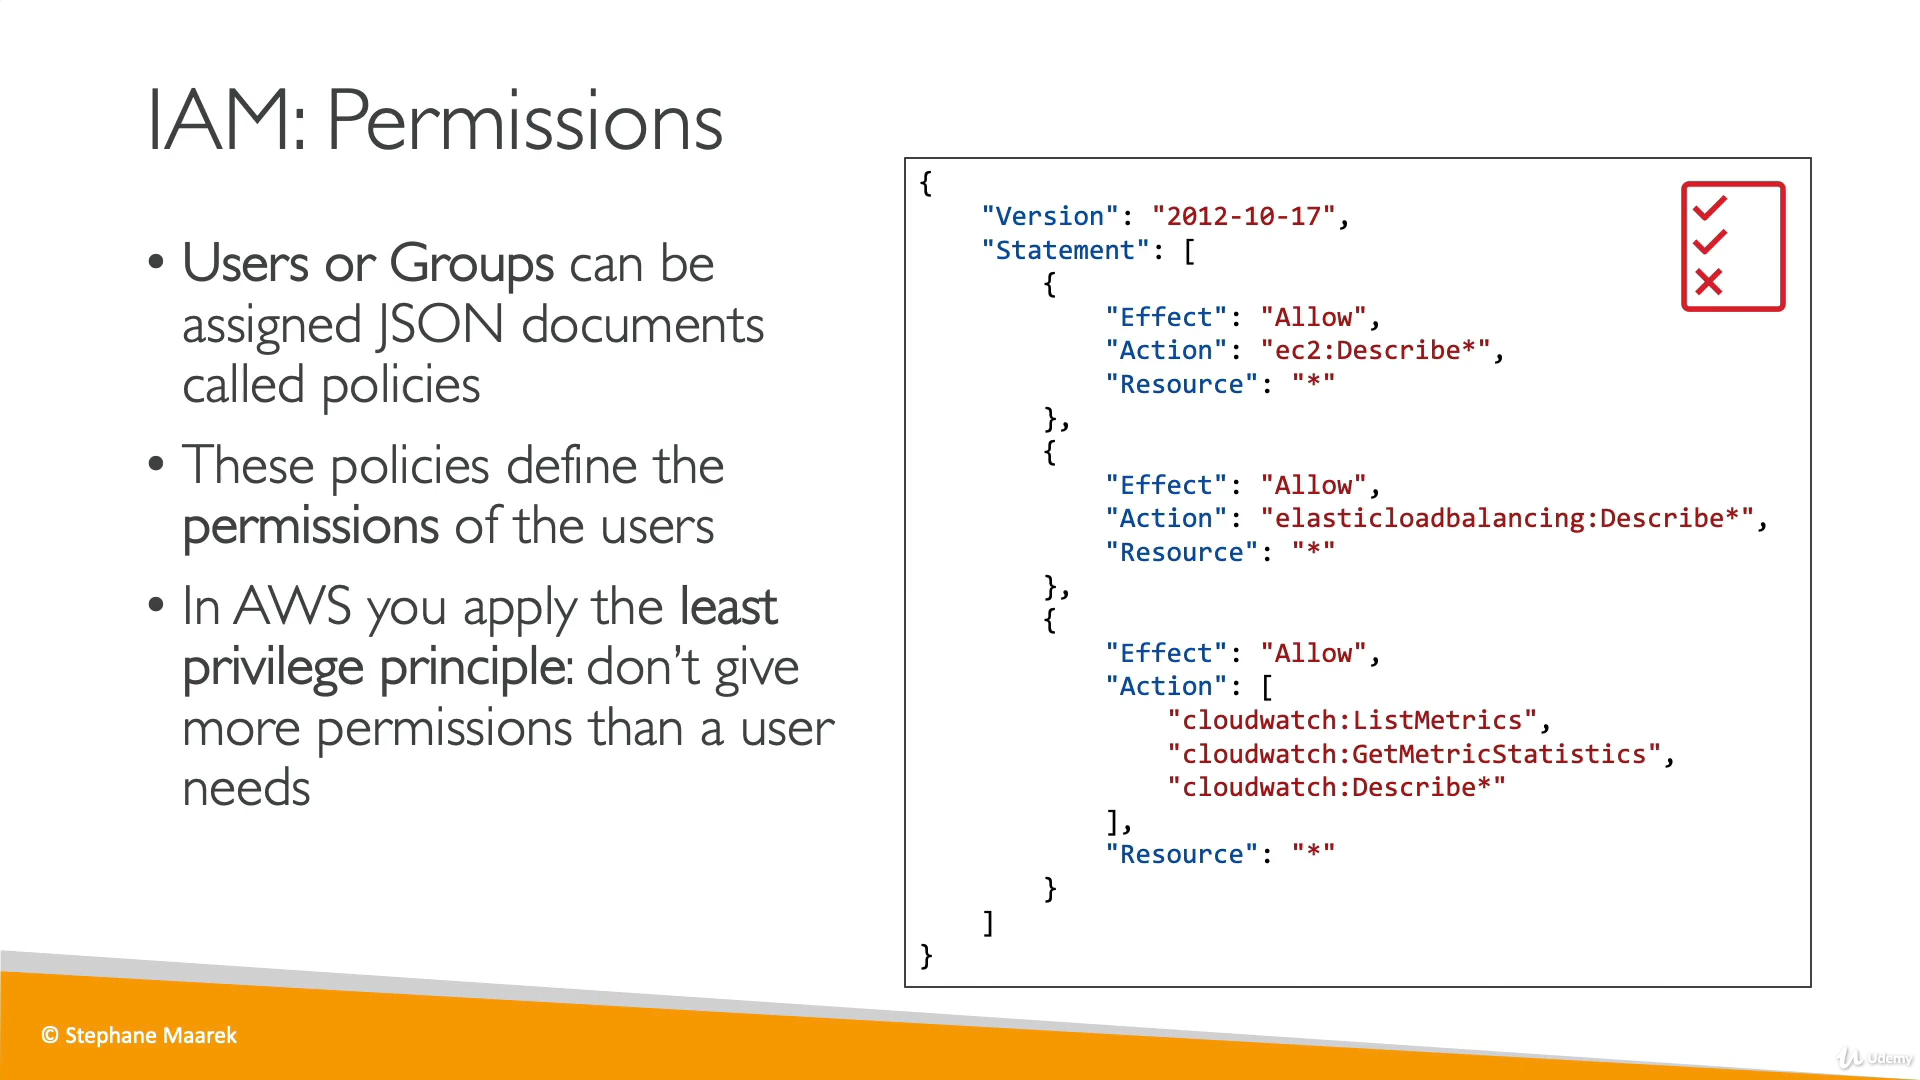 IAM: Permissions
• Users or Groups can be
assigned JSON documents
called policies
• These policies define the
permissions of the users
• In AWS you apply the least
privilege principle: don’t give
more permissions than a user
needs
{
    "Version": "2012-10-17",
    "Statement": [
        {
            "Effect": "Allow",
            "Action": "ec2:Describe*",
            "Resource": "*"
        },
        {
            "Effect": "Allow",
            "Action": "elasticloadbalancing:Describe*",
            "Resource": "*"
        },
        {
            "Effect": "Allow",
            "Action": [
                "cloudwatch:ListMetrics",
                "cloudwatch:GetMetricStatistics",
                "cloudwatch:Describe*"
            ],
            "Resource": "*"
        }
    ]
}
© Stephane Maarek
Udemy